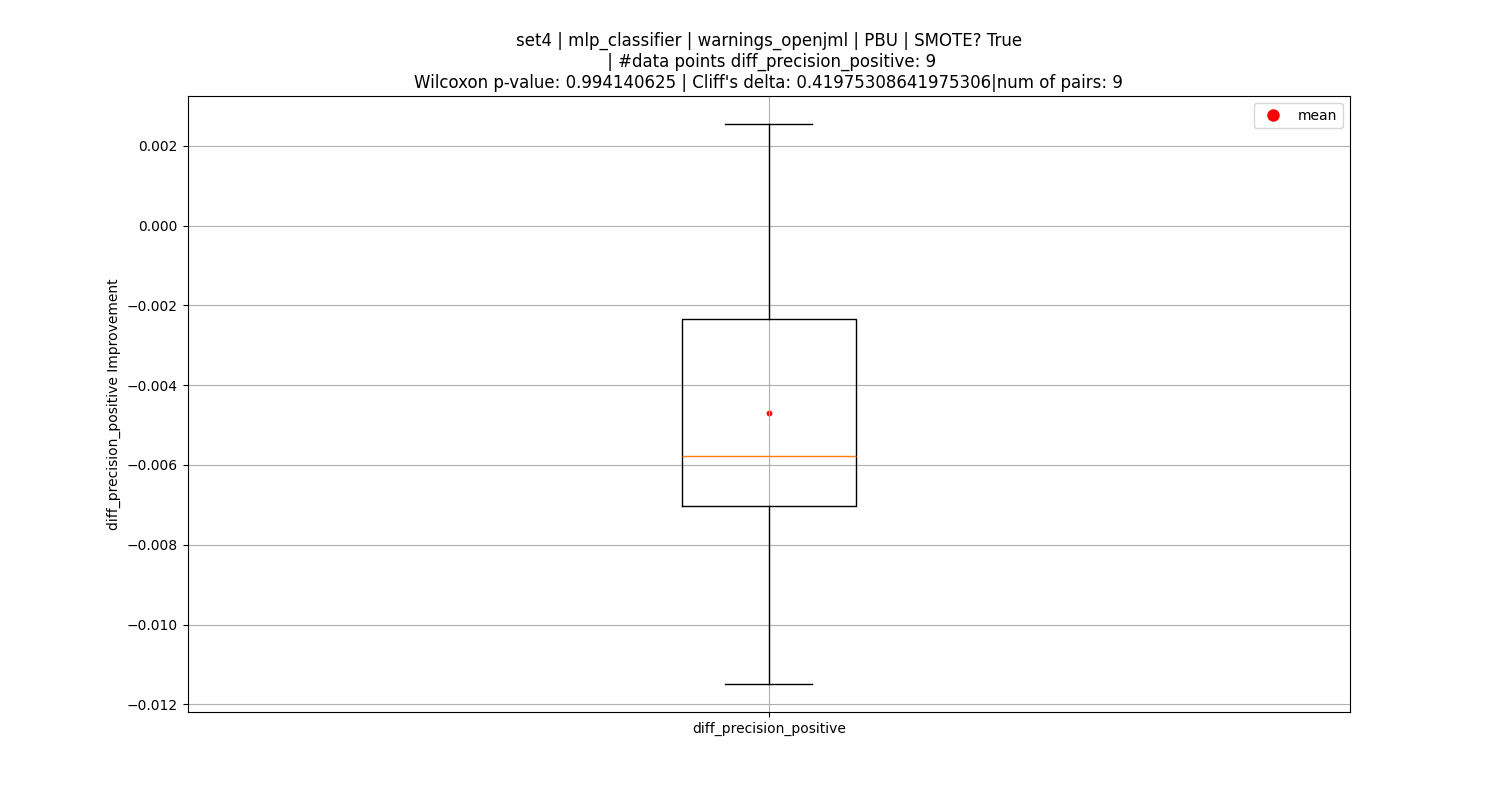 set4 | mlp_classifier | warnings_openjml | PBU | SMOTE? True
| #data points diff_precision_positive: 9
Wilcoxon p-value: 0.994140625 | Cliff's delta: 0.41975308641975306|num of pairs: 9
mean
0.002
0.000
−0.002
−0.004
−0.006
−0.008
−0.010
−0.012
diff_precision_positive Improvement
diff_precision_positive